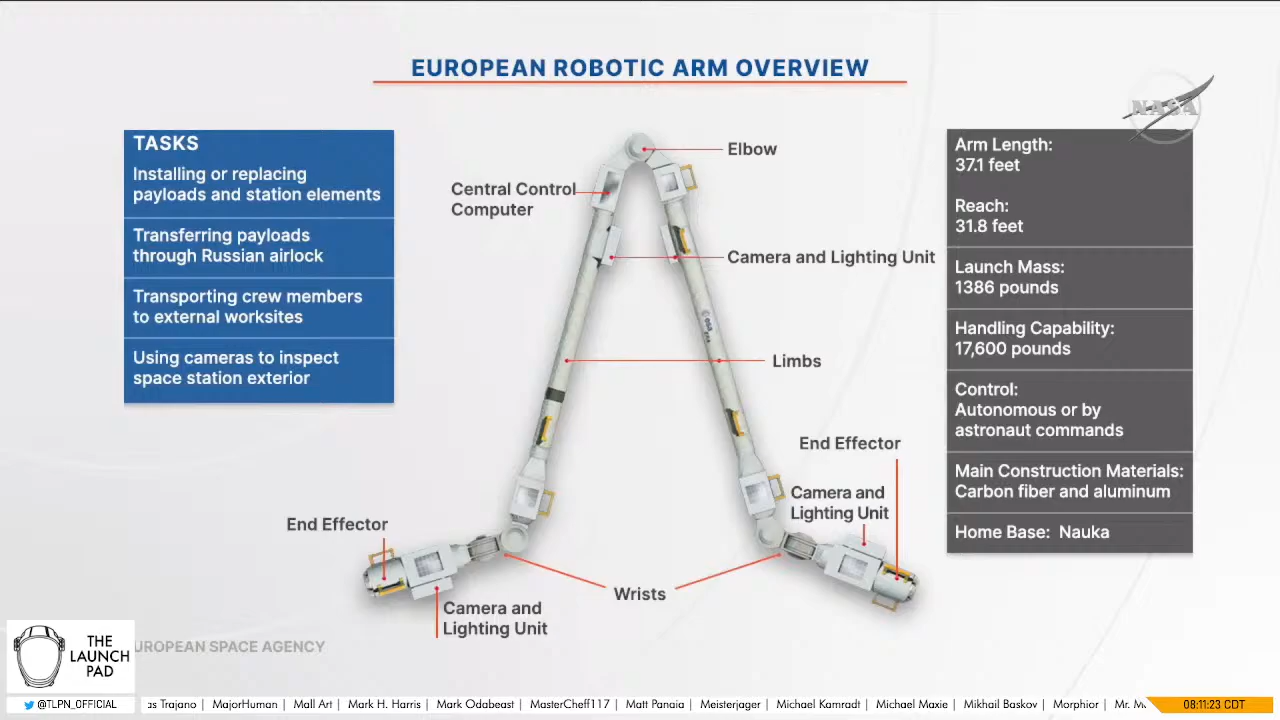 EUROPEAN ROBOTIC ARM OVERVIEW
NASA
TASKS
Installing or replacing
payloads and station elements
Transferring payloads
through Russian airlock
Transporting crew members
to external worksites
Using cameras to inspect
space station exterior
Elbow
Central Control
Computer
Camera and Lighting Unit
Limbs
End Effector
Camera and
Lighting Unit
End Effector
Wrists
Camera and
Lighting Unit
Arm Length:
37.1 feet
Reach:
31.8 feet
Launch Mass:
1386 pounds
Handling Capability:
17,600 pounds
Control:
Autonomous or by
astronaut commands
Main Construction Materials:
Carbon fiber and aluminum
Home Base: Nauka
THE
LAUNCH
PAD
UROPEAN SPACE AGENCY
@TLPN_OFFICIAL
as Trajano | MajorHuman | Mall Art | Mark H. Harris | Mark Odabeast | MasterCheff117 | Matt Panaia | Meisterjager | Michael Kamradt | Michael Maxie | Mikhail Baskov | Morphior | Mr.
08:11:23 CDT